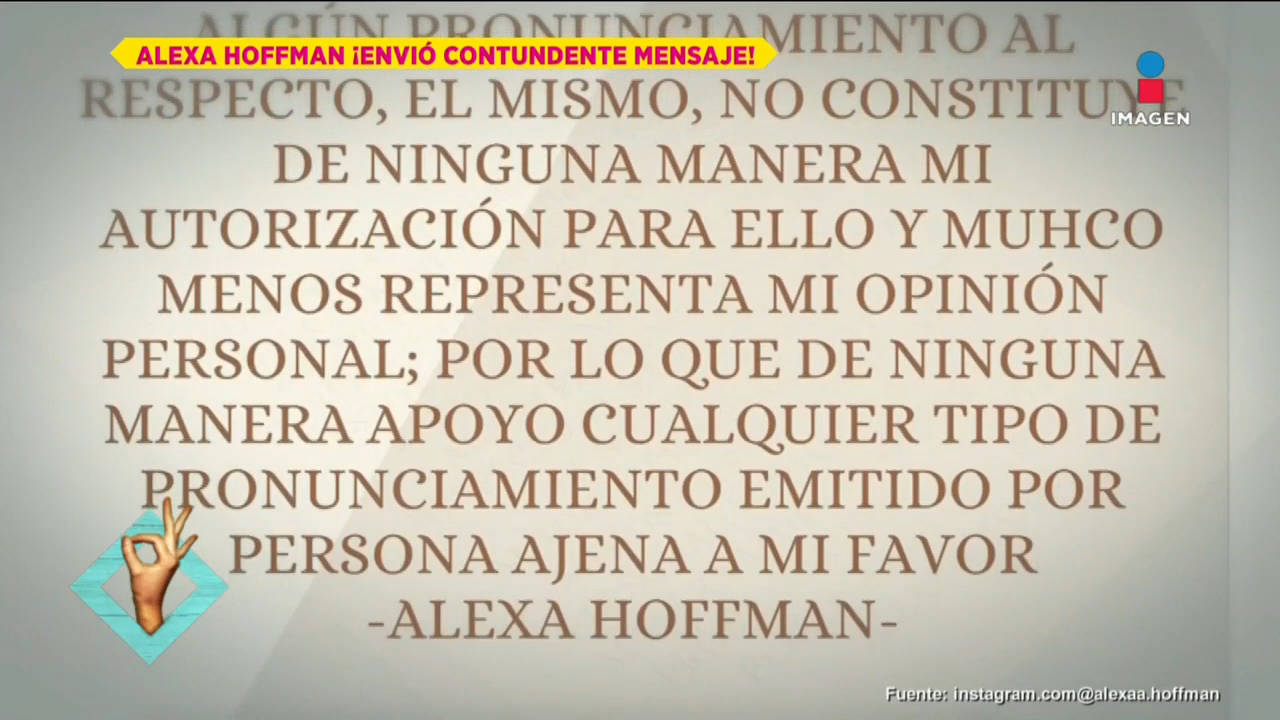 ALGÚN PRONUNCIAMIENTO AL
ALEXA HOFFMAN ¡ENVIÓ CONTUNDENTE MENSAJE!
RESPECTO, EL MISMO, NO CONSTITUYE
IMAGEN
DE NINGUNA MANERA MI
AUTORIZACIÓN PARA ELLO Y MUHCO
MENOS REPRESENTA MI OPINIÓN
PERSONAL; POR LO QUE DE NINGUNA
MANERA APOYO CUALQUIER TIPO DE
PRONUNCIAMIENTO EMITIDO POR
PERSONA AJENA A MI FAVOR
-ALEXA HOFFMAN-
Fuente: instagram.com@alexaa.hoffman